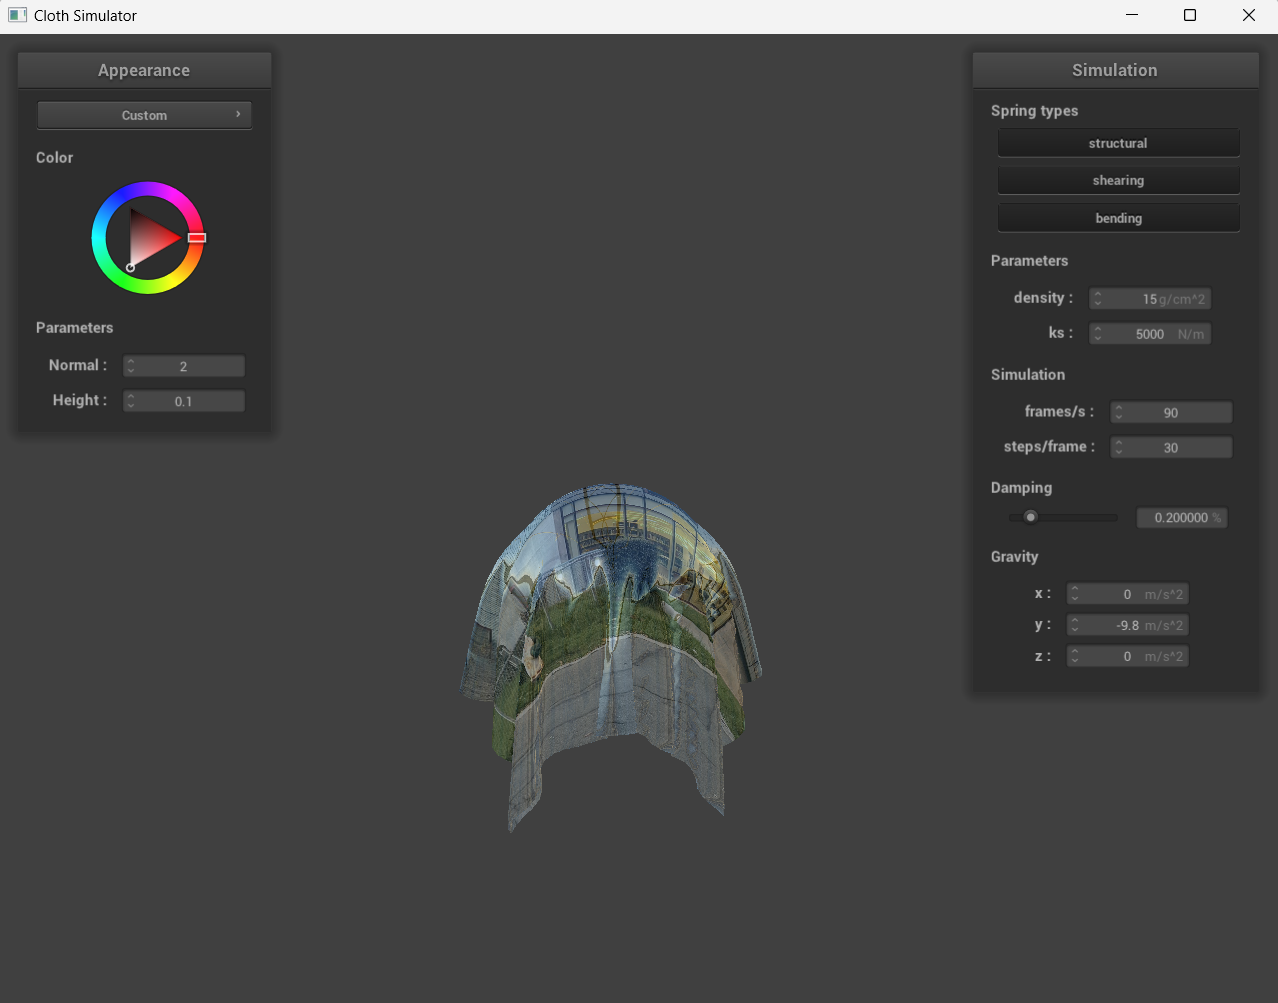 Cloth Simulator
Appearance
Custom
Color
Parameters
Normal : 2
Height : 0.1
Simulation
Spring types
structural
shearing
bending
Parameters
density : 15 g/cm^2
ks : 5000 N/m
Simulation
frames/s : 90
steps/frame : 30
Damping
0.200000 %
Gravity
x : 0 m/s^2
y : -9.8 m/s^2
z : 0 m/s^2